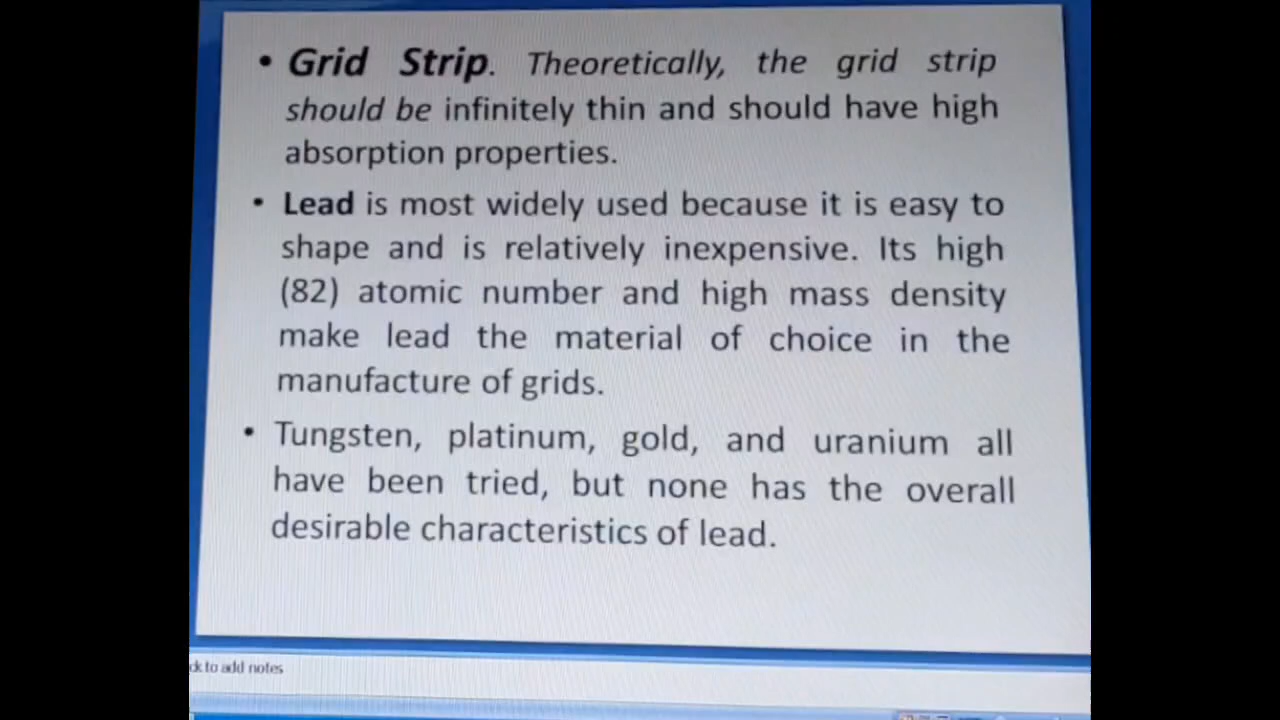 • Grid Strip. Theoretically, the grid strip
should be infinitely thin and should have high
absorption properties.
• Lead is most widely used because it is easy to
shape and is relatively inexpensive. Its high
(82) atomic number and high mass density
make lead the material of choice in the
manufacture of grids.
• Tungsten, platinum, gold, and uranium all
have been tried, but none has the overall
desirable characteristics of lead.
ck to add notes